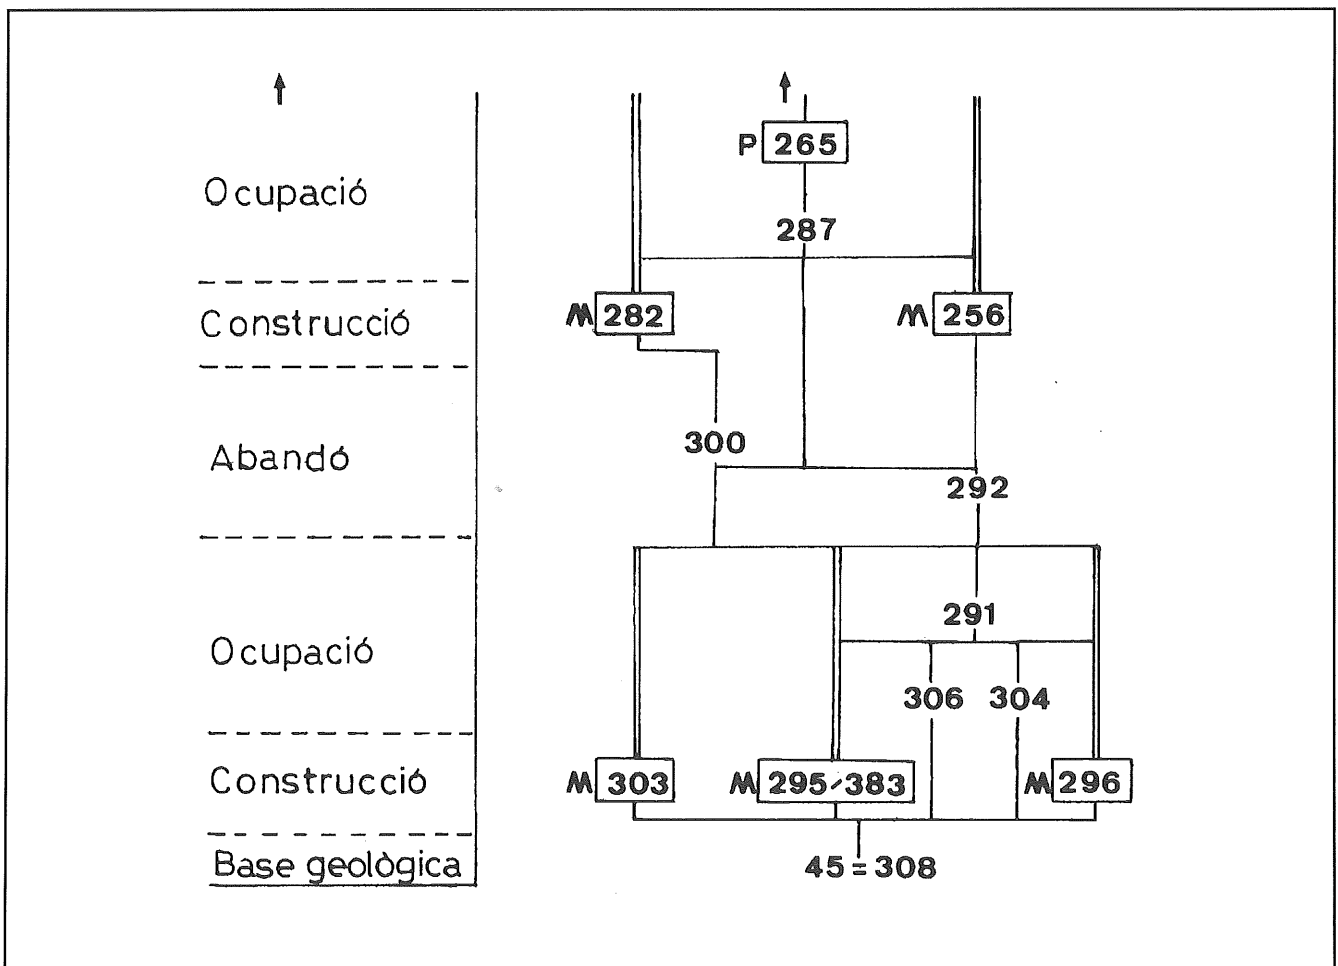 P 265
Ocupació
287
M 282 M 256
Construcció
300
Abandó
292
291
Ocupació
306 304
M 303 M 295/383 M 296
Construcció
Base geològica
45 = 308